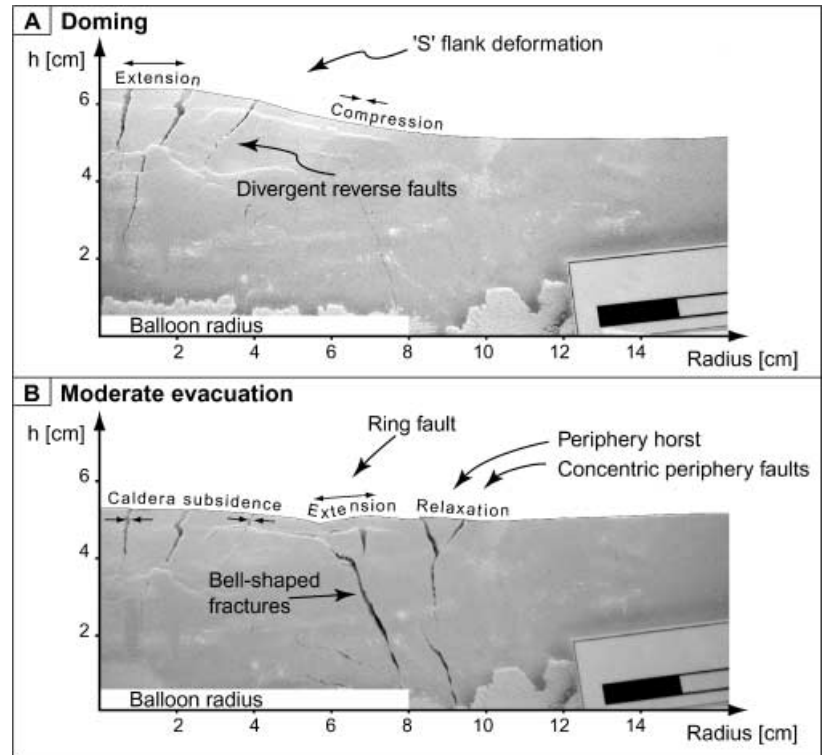 A Doming
h [cm]
'S' flank deformation
Extension
6
Compression
4
Divergent reverse faults
2
Balloon radius
2 4 6 8 10 12 14
Radius [cm]
B Moderate evacuation
h [cm]
Ring fault
Periphery horst
6
Concentric periphery faults
Caldera subsidence
Extension
Relaxation
4
Bell-shaped
fractures
2
Balloon radius
2 4 6 8 10 12 14
Radius [cm]